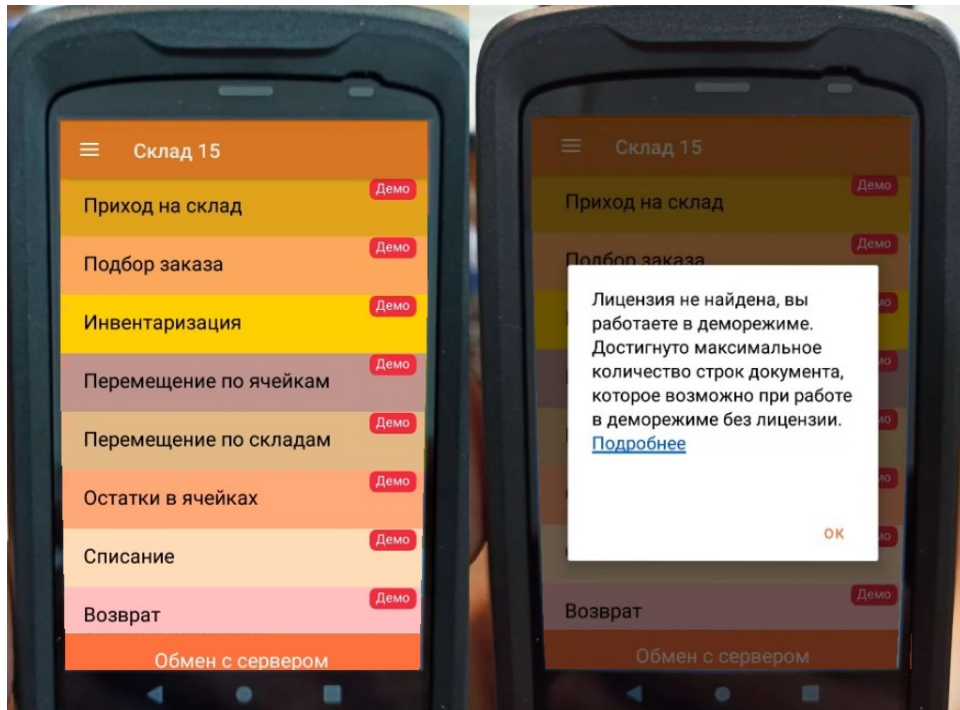 Склад 15
Демо
Приход на склад
Демо
Подбор заказа
Демо
Инвентаризация
Демо
Перемещение по ячейкам
Демо
Перемещение по складам
Демо
Остатки в ячейках
Демо
Списание
Демо
Возврат
Обмен с сервером
Склад 15
Демо
Приход на склад
Демо
Подбор заказа
Лицензия не найдена, вы
работаете в деморежиме.
Достигнуто максимальное
количество строк документа,
которое возможно при работе
в деморежиме без лицензии.
Подробнее
ОК
Демо
Возврат
Обмен с сервером